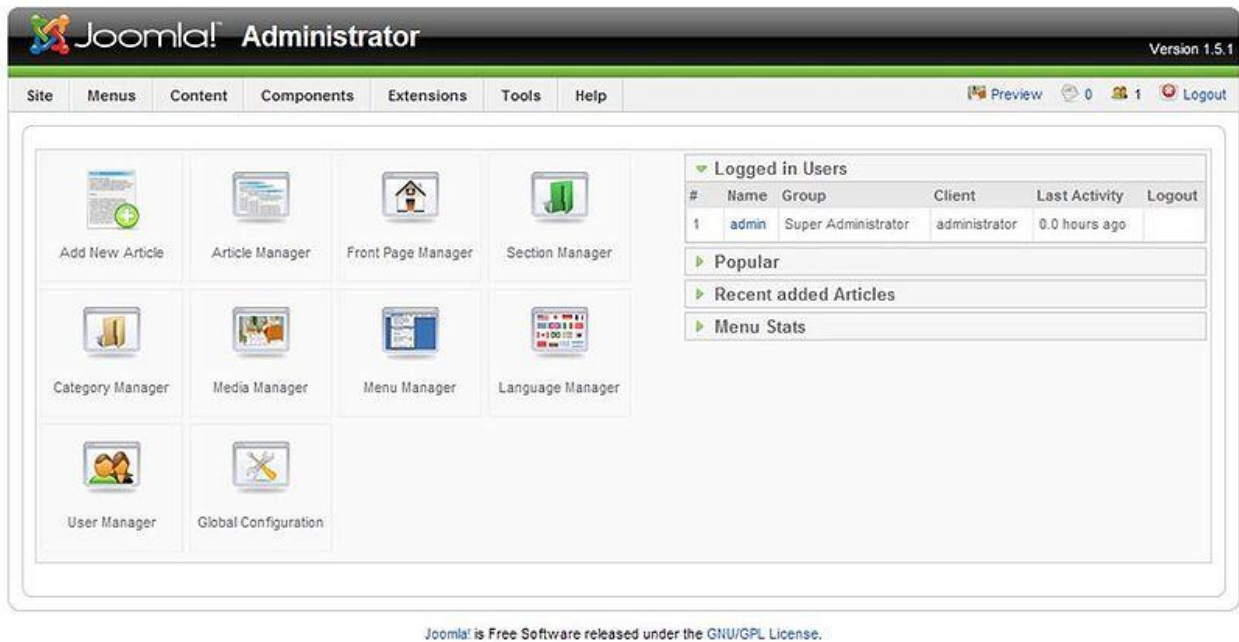 Joomla! Administrator
Version 1.5.1
Site Menus Content Components Extensions Tools Help Preview 0 1 Logout
Add New Article Article Manager Front Page Manager Section Manager
Category Manager Media Manager Menu Manager Language Manager
User Manager Global Configuration
Logged in Users
# Name Group Client Last Activity Logout
1 admin Super Administrator administrator 0.0 hours ago
Popular
Recent added Articles
Menu Stats
Joomla! is Free Software released under the GNU/GPL License.